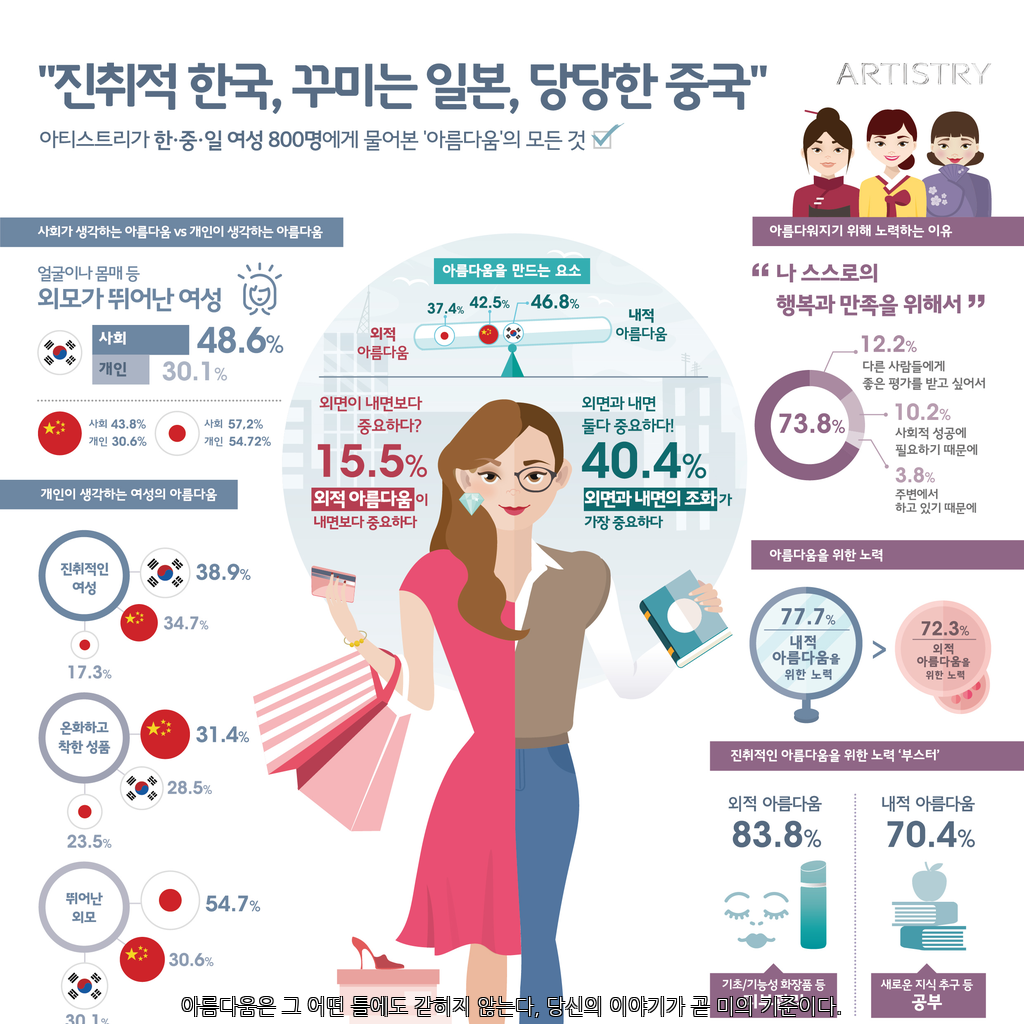 "진취적 한국, 꾸미는 일본, 당당한 중국"
ARTISTRY
아티스트리가 한·중·일 여성 800명에게 물어본 '아름다움'의 모든 것
사회가 생각하는 아름다움 vs 개인이 생각하는 아름다움
얼굴이나 몸매 등
외모가 뛰어난 여성
사회 48.6%
개인 30.1%
사회 43.8%
개인 30.6%
사회 57,2%
개인 54.72%
개인이 생각하는 여성의 아름다움
진취적인
여성
38.9%
34.7%
17.3%
온화하고
착한 성품
31.4%
28.5%
23.5%
뛰어난
외모
54.7%
30.6%
30.1%
아름다움을 만드는 요소
37.4% 42.5% 46.8%
외적
아름다움
내적
아름다움
외면이 내면보다
중요하다?
15.5%
외적 아름다움이
내면보다 중요하다
외면과 내면
둘다 중요하다!
40.4%
외면과 내면의 조화가
가장 중요하다
아름다워지기 위해 노력하는 이유
“ 나 스스로의
행복과 만족을 위해서 ”
73.8%
12.2%
다른 사람들에게
좋은 평가를 받고 싶어서
10.2%
사회적 성공에
필요하기 때문에
3.8%
주변에서
하고 있기 때문에
아름다움을 위한 노력
77.7%
내적
아름다움을
위한 노력
>
72.3%
외적
아름다움을
위한 노력
진취적인 아름다움을 위한 노력 '부스터'
외적 아름다움
83.8%
기초/기능성 화장품 등
내적 아름다움
70.4%
새로운 지식 추구 등
공부
아름다움은 그 어떤 틀에도 갇히지 않는다, 당신의 이야기가 곧 미의 기준이다.